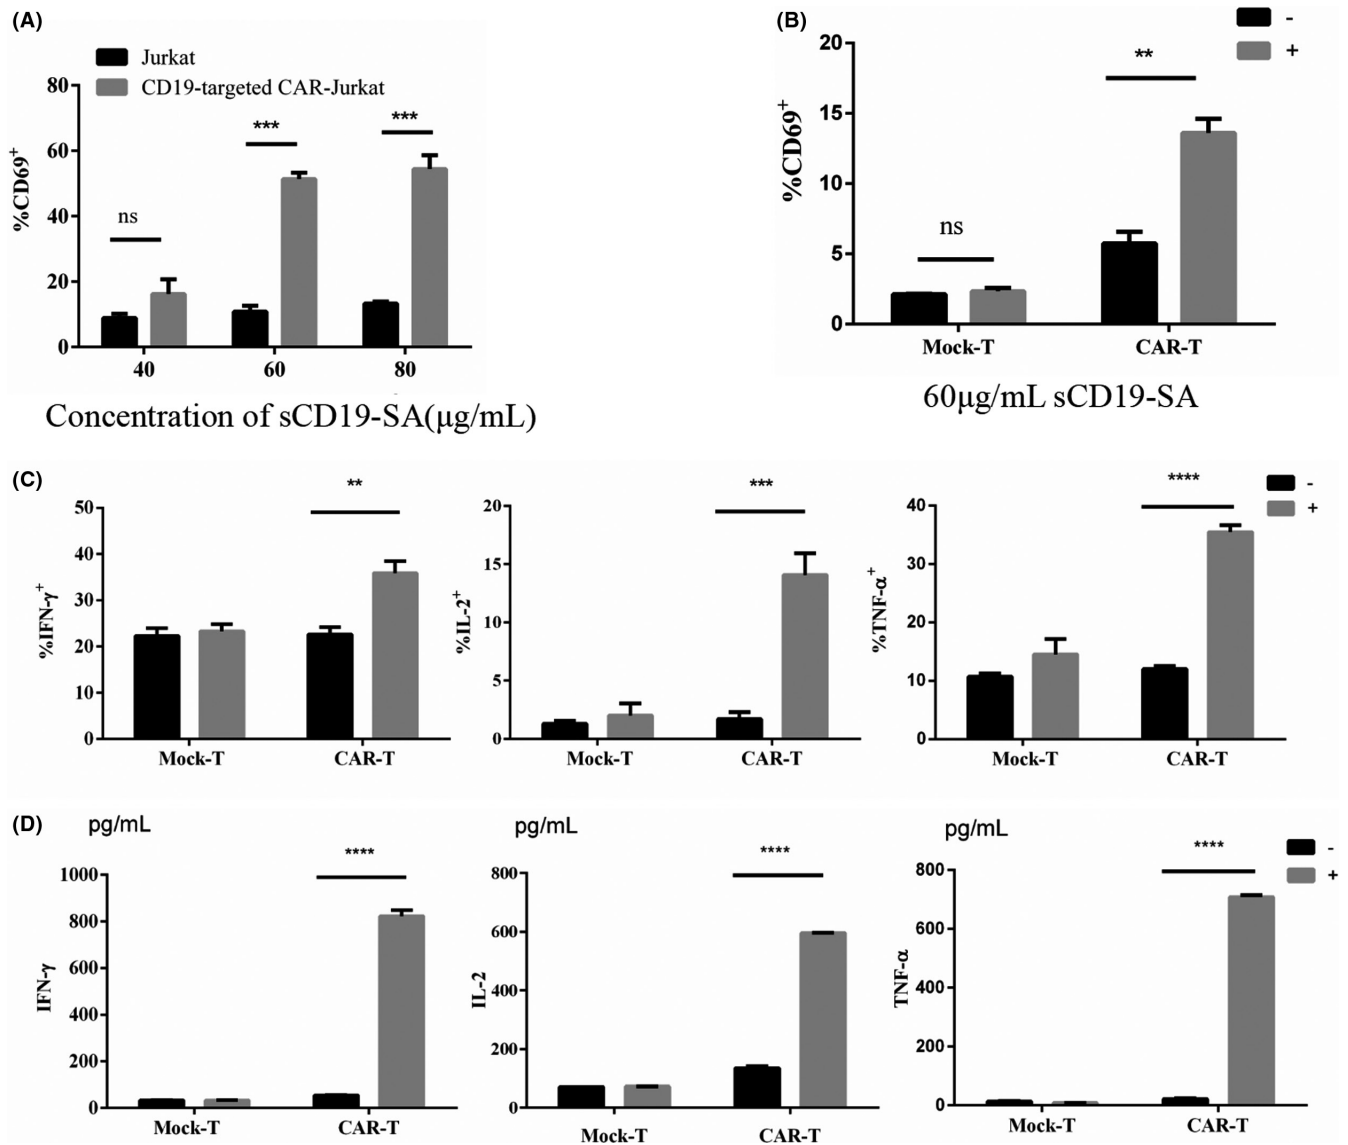 (A)
Jurkat
CD19-targeted CAR-Jurkat
%CD69+
80
60
40
20
0
ns
***
***
40 60 80
Concentration of sCD19-SA(μg/mL)
(B)
-
+
%CD69+
20
15
10
5
0
ns
**
Mock-T CAR-T
60μg/mL sCD19-SA
(C)
%IFN-γ+
50
40
30
20
10
0
**
Mock-T CAR-T
%IL-2+
20
15
10
5
0
***
Mock-T CAR-T
%TNF-α+
40
30
20
10
0
****
Mock-T CAR-T
-
+
(D)
pg/mL
IFN-γ
1000
800
600
400
200
0
****
Mock-T CAR-T
pg/mL
IL-2
800
600
400
200
0
****
Mock-T CAR-T
pg/mL
TNF-α
800
600
400
200
0
****
Mock-T CAR-T
-
+